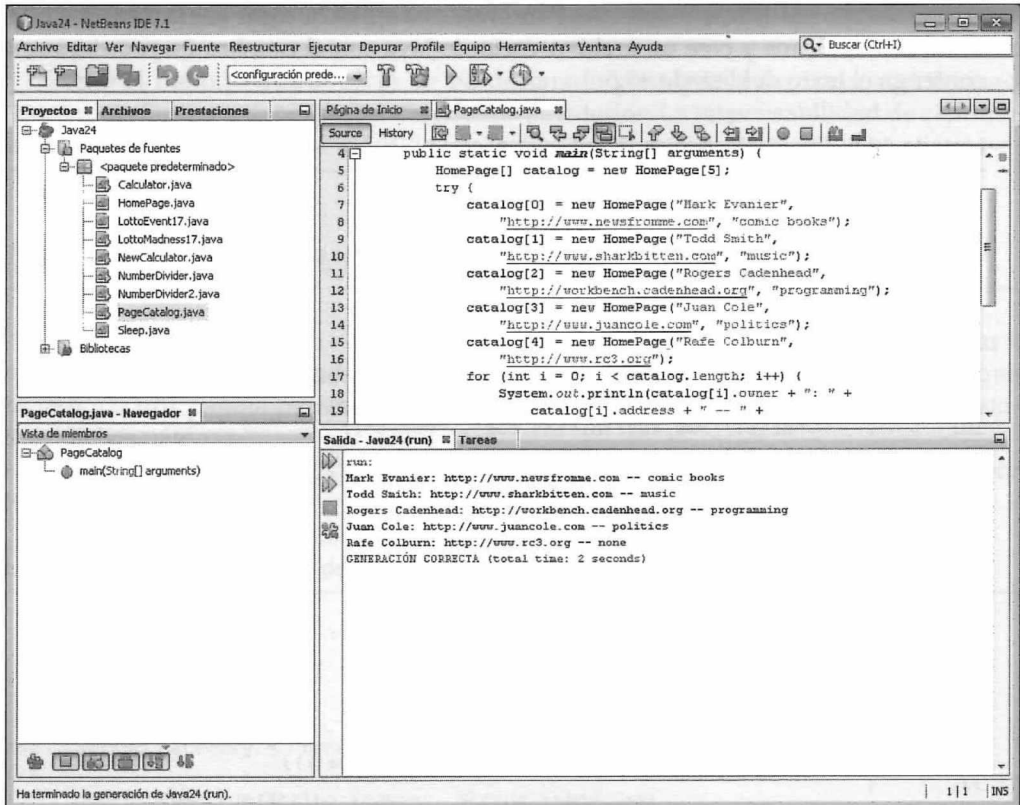 Java24 - NetBeans IDE 7.1
Archivo Editar Ver Navegar Fuente Reestructurar Ejecutar Depurar Profile Equipo Herramientas Ventana Ayuda
Buscar (Ctrl+I)
<configuración prede...
Proyectos Archivos Prestaciones
Java24
Paquetes de fuentes
<paquete predeterminado>
Calculator.java
HomePage.java
LottoEvent17.java
LottoMadness17.java
NewCalculator.java
NumberDivider.java
NumberDivider2.java
PageCatalog.java
Sleep.java
Bibliotecas
Página de Inicio PageCatalog.java
Source History
4 public static void main(String[] arguments) {
5 HomePage[] catalog = new HomePage[5];
6 try {
7 catalog[0] = new HomePage("Mark Evanier",
8 "http://www.newsfromme.com", "comic books");
9 catalog[1] = new HomePage("Todd Smith",
10 "http://www.sharkbitten.com", "music");
11 catalog[2] = new HomePage("Rogers Cadenhead",
12 "http://workbench.cadenhead.org", "programming");
13 catalog[3] = new HomePage("Juan Cole",
14 "http://www.juancole.com", "politics");
15 catalog[4] = new HomePage("Rafe Colburn",
16 "http://www.rc3.org");
17 for (int i = 0; i < catalog.length; i++) {
18 System.out.println(catalog[i].owner + ": " +
19 catalog[i].address + " -- " +
PageCatalog.java - Navegador
Vista de miembros
PageCatalog
main(String[] arguments)
Salida - Java24 (run) Tareas
run:
Mark Evanier: http://www.newsfromme.com -- comic books
Todd Smith: http://www.sharkbitten.com -- music
Rogers Cadenhead: http://workbench.cadenhead.org -- programming
Juan Cole: http://www.juancole.com -- politics
Rafe Colburn: http://www.rc3.org -- none
GENERACIÓN CORRECTA (total time: 2 seconds)
Ha terminado la generación de Java24 (run).
1|1 INS